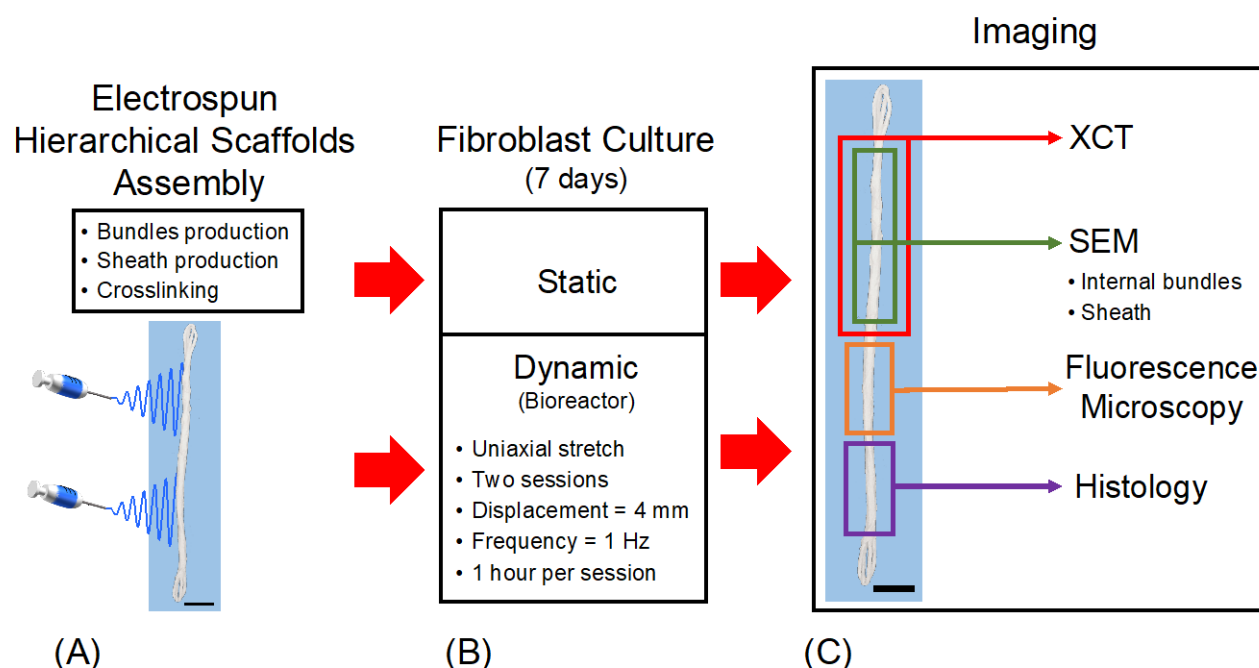 Electrospun
Hierarchical Scaffolds
Assembly
• Bundles production
• Sheath production
• Crosslinking
(A)
Fibroblast Culture
(7 days)
Static
Dynamic
(Bioreactor)
• Uniaxial stretch
• Two sessions
• Displacement = 4 mm
• Frequency = 1 Hz
• 1 hour per session
(B)
Imaging
XCT
SEM
• Internal bundles
• Sheath
Fluorescence
Microscopy
Histology
(C)